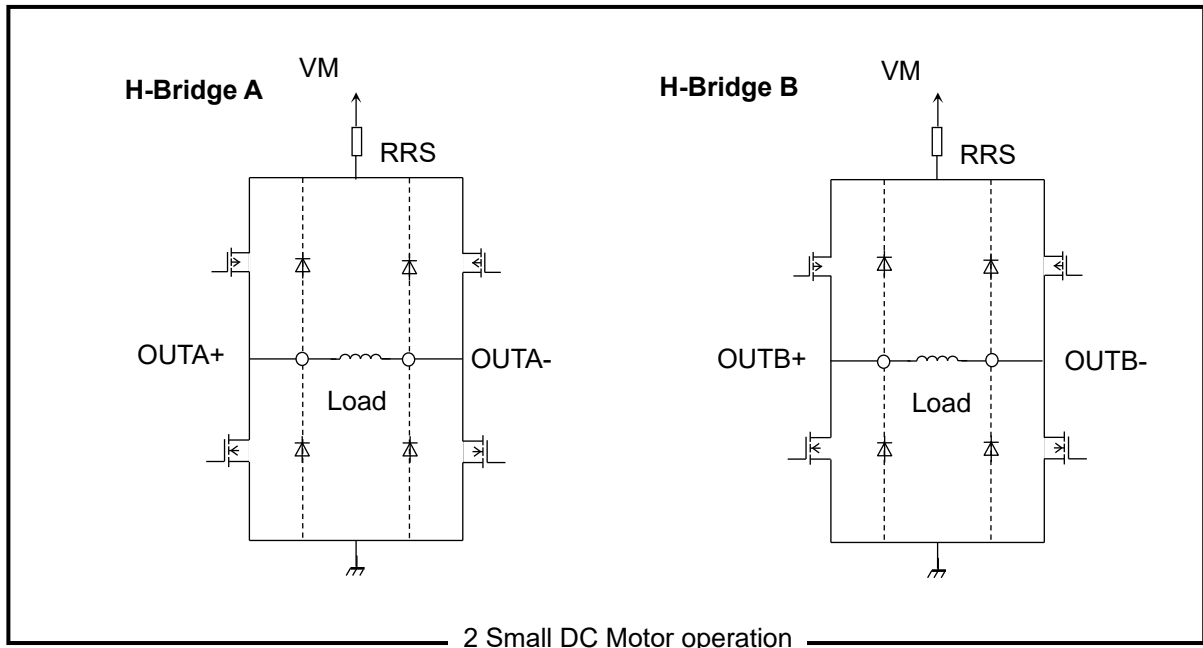 H-Bridge A
VM
RRS
OUTA+
OUTA-
Load
H-Bridge B
VM
RRS
OUTB+
OUTB-
Load
2 Small DC Motor operation